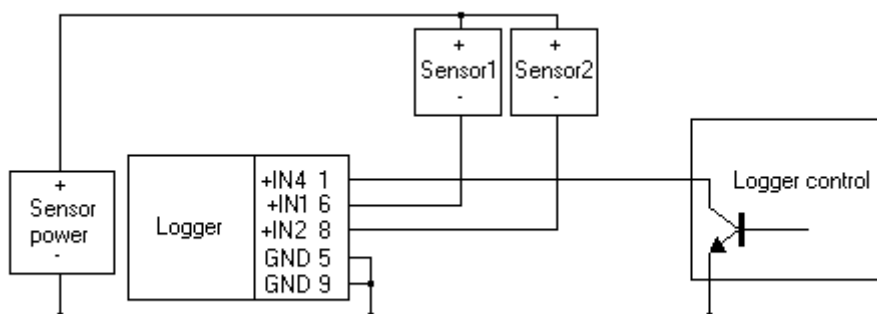 +
Sensor1
-
+
Sensor2
-
+
Sensor
power
-
Logger
+IN4 1
+IN1 6
+IN2 8
GND 5
GND 9
Logger control